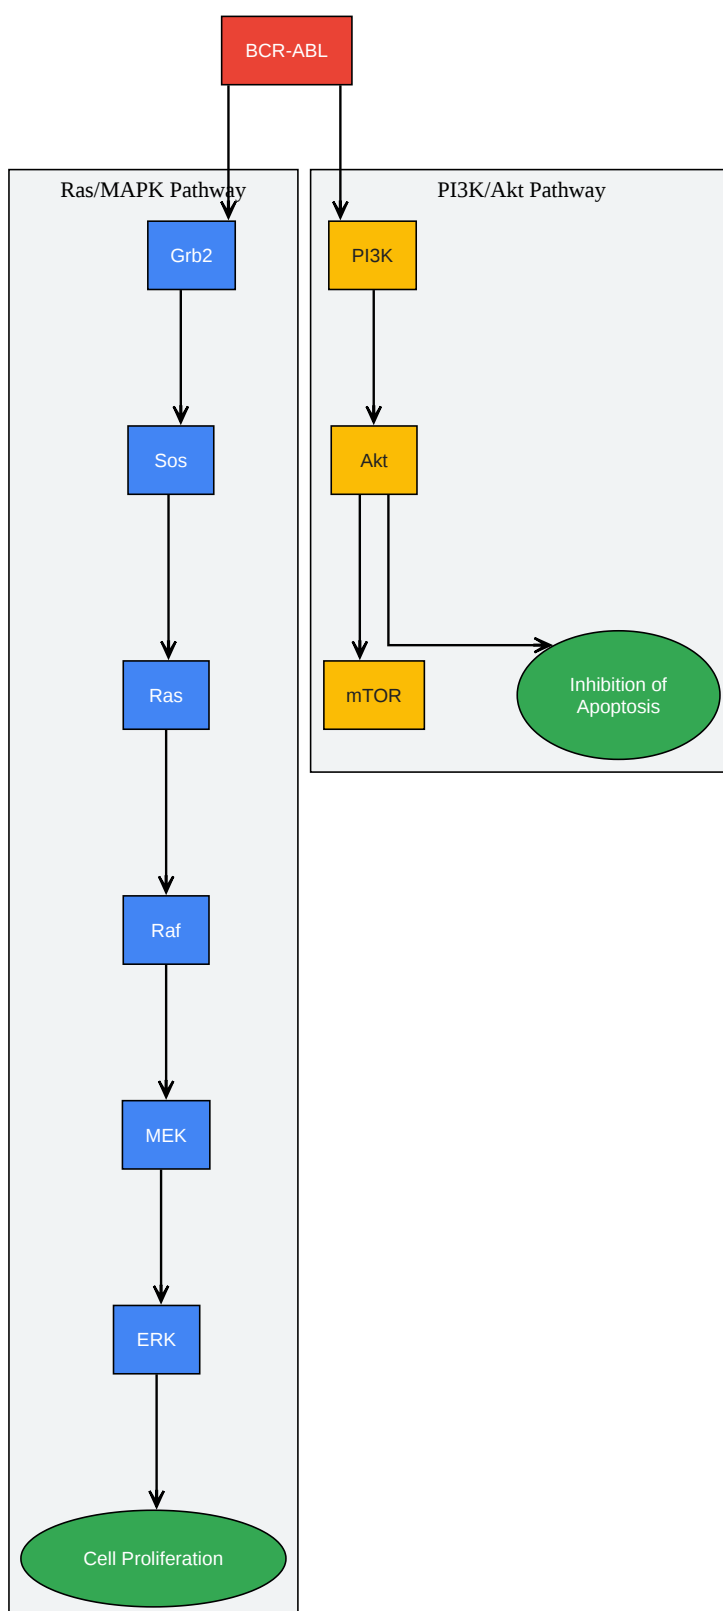 BCR-ABL
Ras/MAPK Pathway
Grb2
Sos
Ras
Raf
MEK
ERK
Cell Proliferation
PI3K/Akt Pathway
PI3K
Akt
mTOR
Inhibition of
Apoptosis